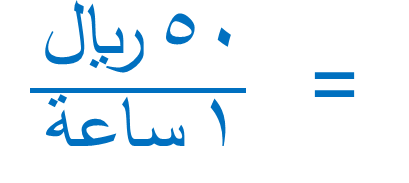 ٥٠ ريال
١ ساعة
=